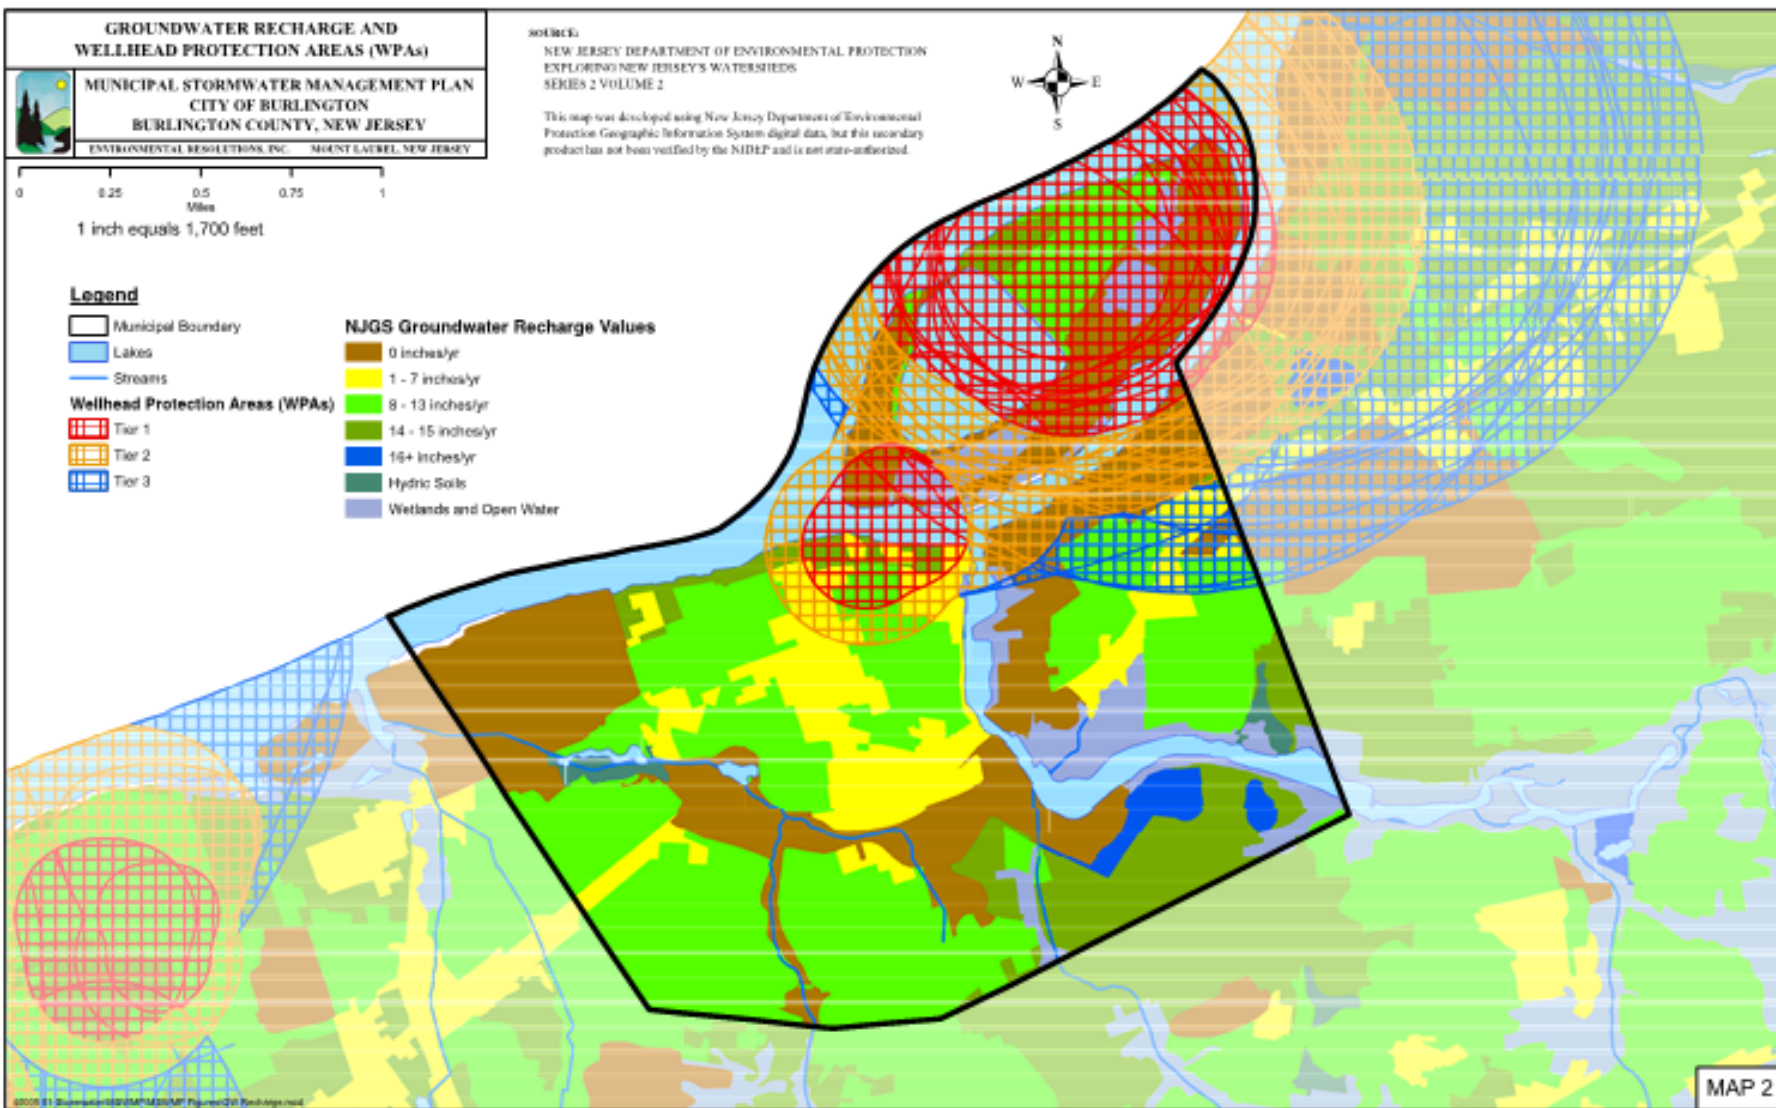 GROUNDWATER RECHARGE AND
WELLHEAD PROTECTION AREAS (WPAs)
MUNICIPAL STORMWATER MANAGEMENT PLAN
CITY OF BURLINGTON
BURLINGTON COUNTY, NEW JERSEY
ENVIRONMENTAL RESOLUTIONS, INC. MOUNT LAUREL, NEW JERSEY
SOURCE:
NEW JERSEY DEPARTMENT OF ENVIRONMENTAL PROTECTION
EXPLORING NEW JERSEY'S WATERSHEDS
SERIES 2 VOLUME 2
This map was developed using New Jersey Department of Environmental
Protection Geographic Information System digital data, but this secondary
product has not been verified by the NJDEP and is not state-authorized.
N
W E
S
0 0.25 0.5 0.75 1
Miles
1 inch equals 1,700 feet
Legend
Municipal Boundary
Lakes
Streams
Wellhead Protection Areas (WPAs)
Tier 1
Tier 2
Tier 3
NJGS Groundwater Recharge Values
0 inches/yr
1 - 7 inches/yr
8 - 13 inches/yr
14 - 15 inches/yr
16+ inches/yr
Hydric Soils
Wetlands and Open Water
MAP 2